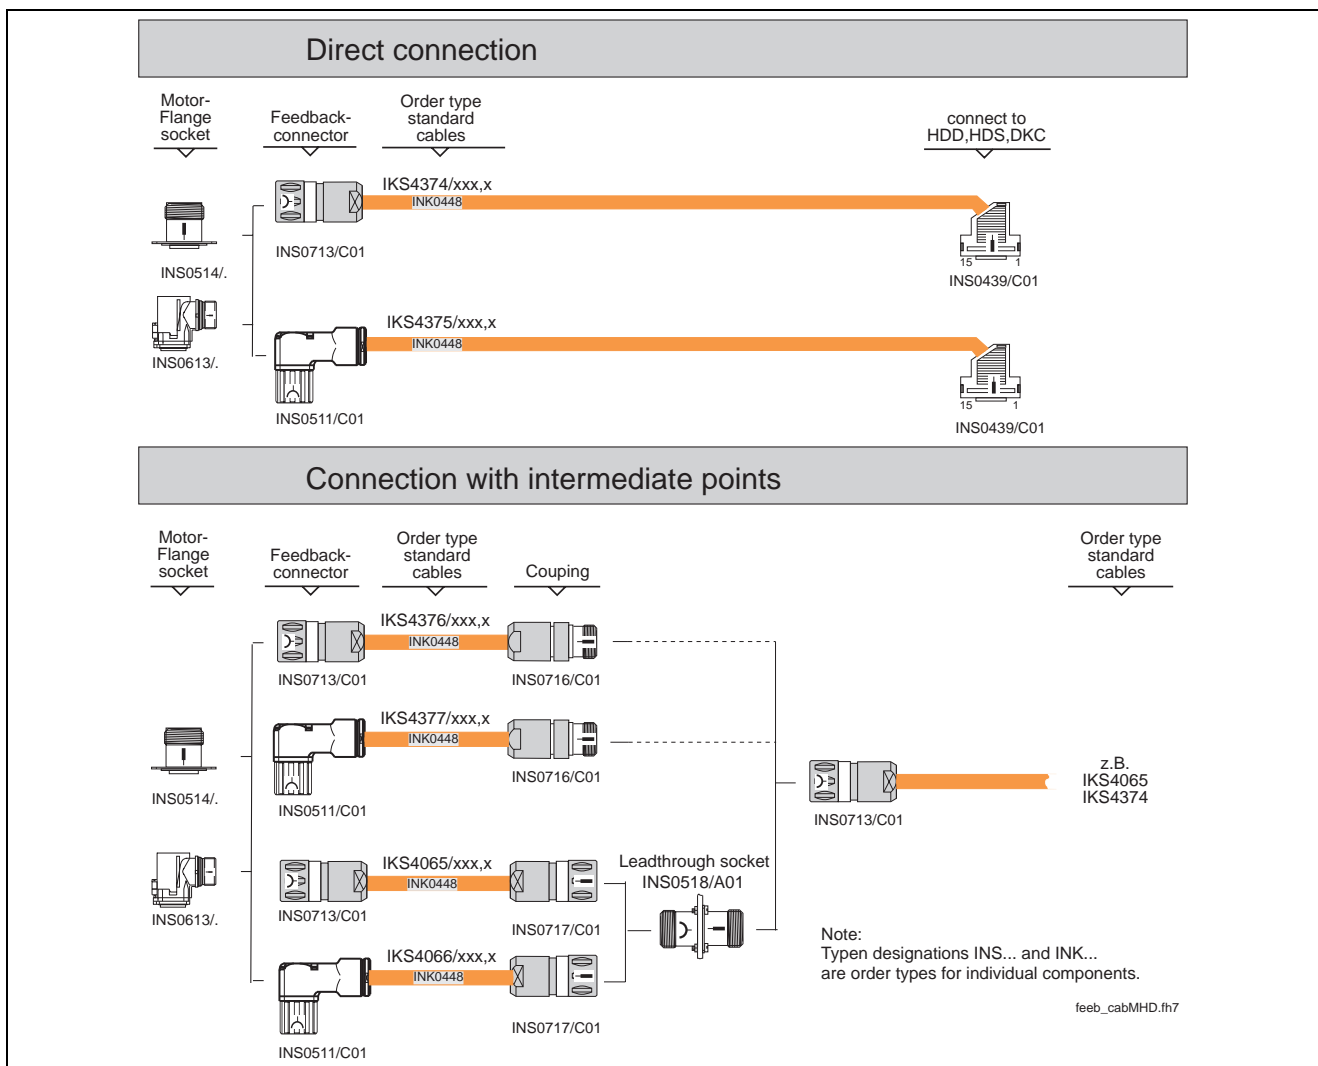 Direct connection
Motor-
Flange
socket
Feedback-
connector
Order type
standard
cables
connect to
HDD,HDS,DKC
IKS4374/xxx,x
INK0448
INS0713/C01
INS0514/.
15 1
INS0439/C01
IKS4375/xxx,x
INK0448
INS0613/.
INS0511/C01
15 1
INS0439/C01
Connection with intermediate points
Motor-
Flange
socket
Feedback-
connector
Order type
standard
cables
Couping
Order type
standard
cables
IKS4376/xxx,x
INK0448
INS0713/C01
INS0716/C01
IKS4377/xxx,x
INK0448
INS0716/C01
INS0514/.
INS0511/C01
z.B.
IKS4065
IKS4374
INS0713/C01
IKS4065/xxx,x
INK0448
Leadthrough socket
INS0518/A01
INS0613/.
INS0713/C01
INS0717/C01
IKS4066/xxx,x
INK0448
Note:
Typen designations INS... and INK...
are order types for individual components.
feeb_cabMHD.fh7
INS0717/C01
INS0511/C01